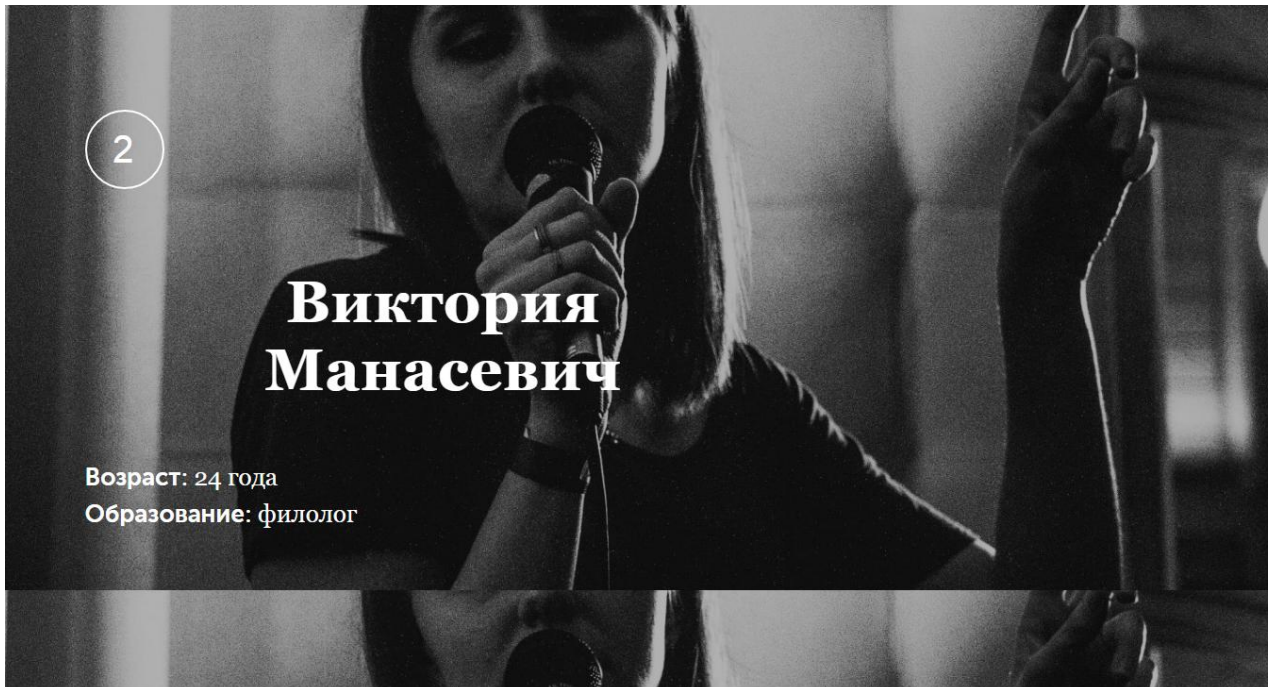 2
Виктория
Манасевич
Возраст: 24 года
Образование: филолог